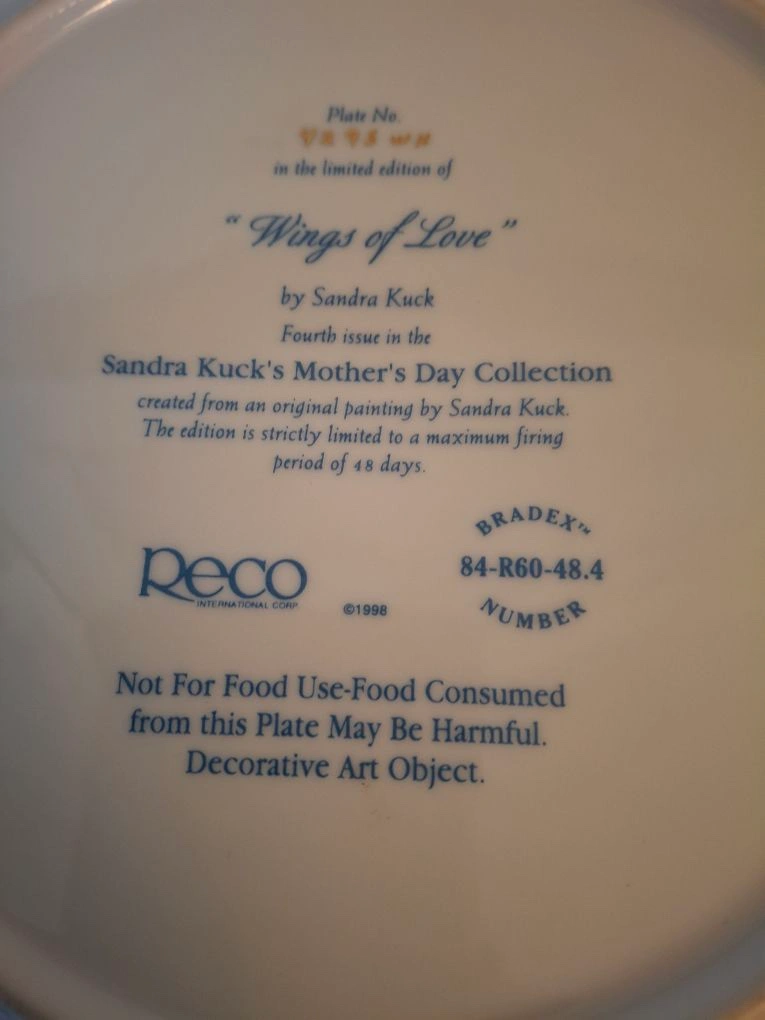 Plate No.
in the limited edition of
"Wings of Love"
by Sandra Kuck
Fourth issue in the
Sandra Kuck's Mother's Day Collection
created from an original painting by Sandra Kuck.
The edition is strictly limited to a maximum firing
period of 48 days.
BRADEX™
84-R60-48.4
NUMBER
Reco
INTERNATIONAL CORP.
©1998
Not For Food Use-Food Consumed
from this Plate May Be Harmful.
Decorative Art Object.